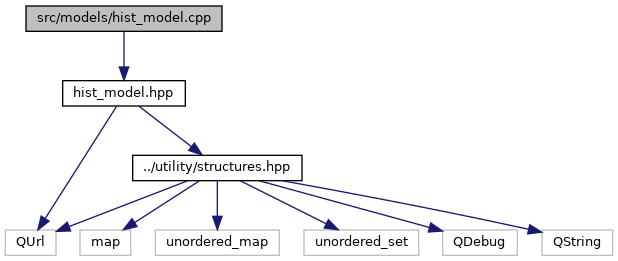 src/models/hist_model.cpp
hist_model.hpp
../utility/structures.hpp
QUrl
map
unordered_map
unordered_set
QDebug
QString